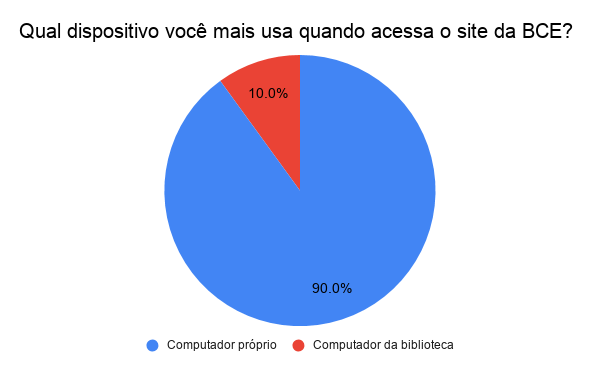 Qual dispositivo você mais usa quando acessa o site da BCE?
10.0%
90.0%
Computador próprio
Computador da biblioteca